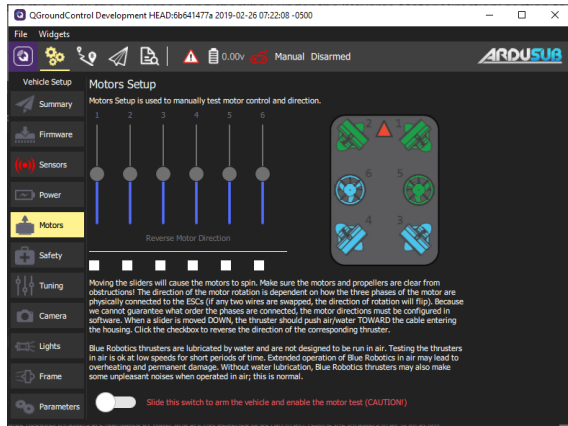 QGroundControl Development HEAD:6b641477a 2019-02-26 07:22:08 -0500
File Widgets
0.00v Manual Disarmed
ARDUSUB
Vehicle Setup
Summary
Firmware
Sensors
Power
Motors
Safety
Tuning
Camera
Lights
Frame
Parameters
Motors Setup
Motors Setup is used to manually test motor control and direction.
1 2 3 4 5 6
2 1
6 5
4 3
Reverse Motor Direction
Moving the sliders will cause the motors to spin. Make sure the motors and propellers are clear from
obstructions! The direction of the motor rotation is dependent on how the three phases of the motor are
physically connected to the ESCs (if any two wires are swapped, the direction of rotation will flip). Because
we cannot guarantee what order the phases are connected, the motor directions must be configured in
software. When a slider is moved DOWN, the thruster should push air/water TOWARD the cable entering
the housing. Click the checkbox to reverse the direction of the corresponding thruster.
Blue Robotics thrusters are lubricated by water and are not designed to be run in air. Testing the thrusters
in air is ok at low speeds for short periods of time. Extended operation of Blue Robotics in air may lead to
overheating and permanent damage. Without water lubrication, Blue Robotics thrusters may also make
some unpleasant noises when operated in air; this is normal.
Slide this switch to arm the vehicle and enable the motor test (CAUTION!)